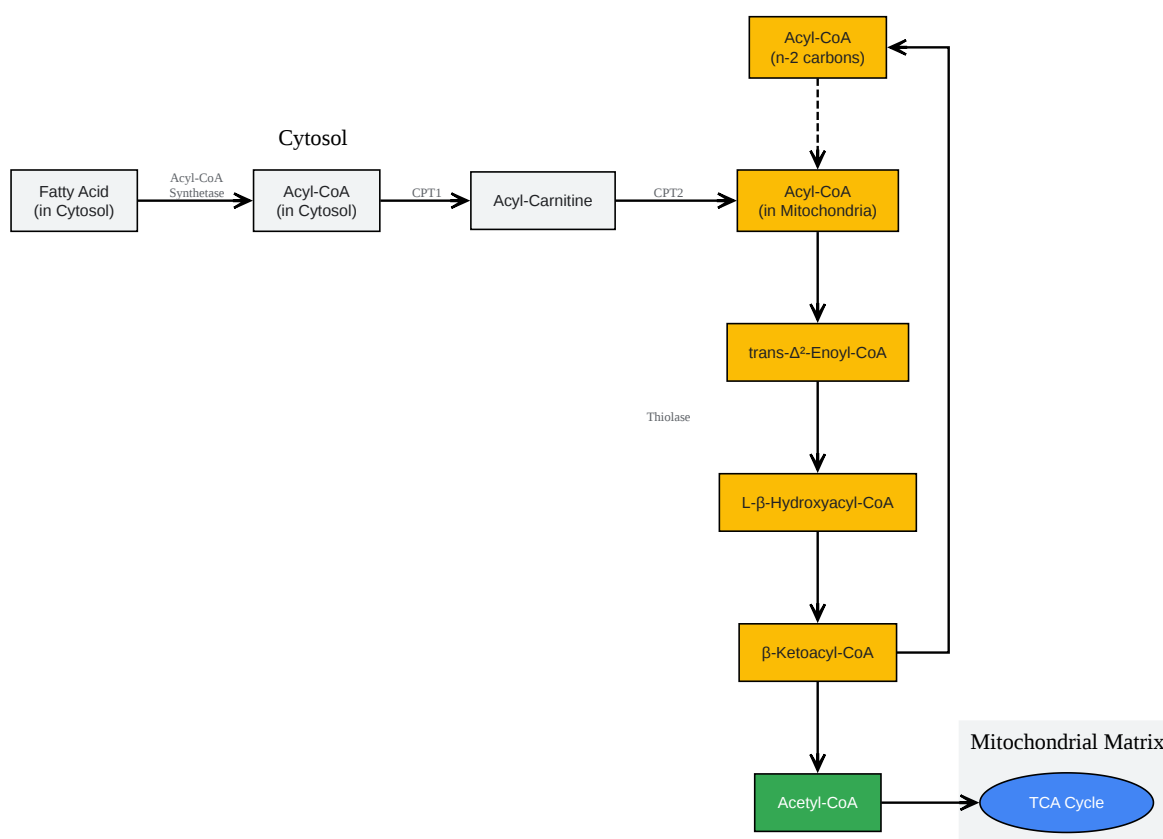 Acyl-CoA
(n-2 carbons)
Cytosol
Fatty Acid
(in Cytosol)
Acyl-CoA
Synthetase
Acyl-CoA
(in Cytosol)
CPT1
Acyl-Carnitine
CPT2
Acyl-CoA
(in Mitochondria)
trans-Δ²-Enoyl-CoA
Thiolase
L-β-Hydroxyacyl-CoA
β-Ketoacyl-CoA
Mitochondrial Matrix
Acetyl-CoA
TCA Cycle